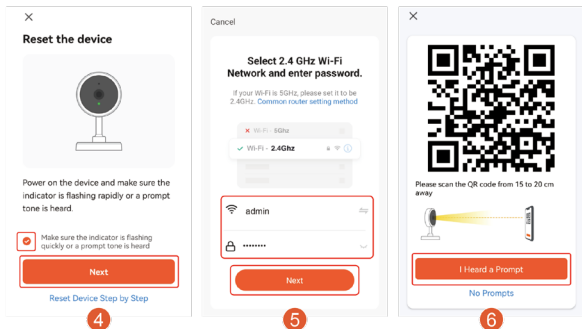 Reset the device
Power on the device and make sure the
indicator is flashing rapidly or a prompt
tone is heard.
Make sure the indicator is flashing
quickly or a prompt tone is heard
Next
Reset Device Step by Step
4
Cancel
Select 2.4 GHz Wi-Fi
Network and enter password.
If your Wi-Fi is 5GHz, please set it to be
2.4GHz. Common router setting method
Wi-Fi - 5Ghz
Wi-Fi - 2.4Ghz
admin
••••••••
Next
5
Please scan the QR code from 15 to 20 cm
away
I Heard a Prompt
No Prompts
6